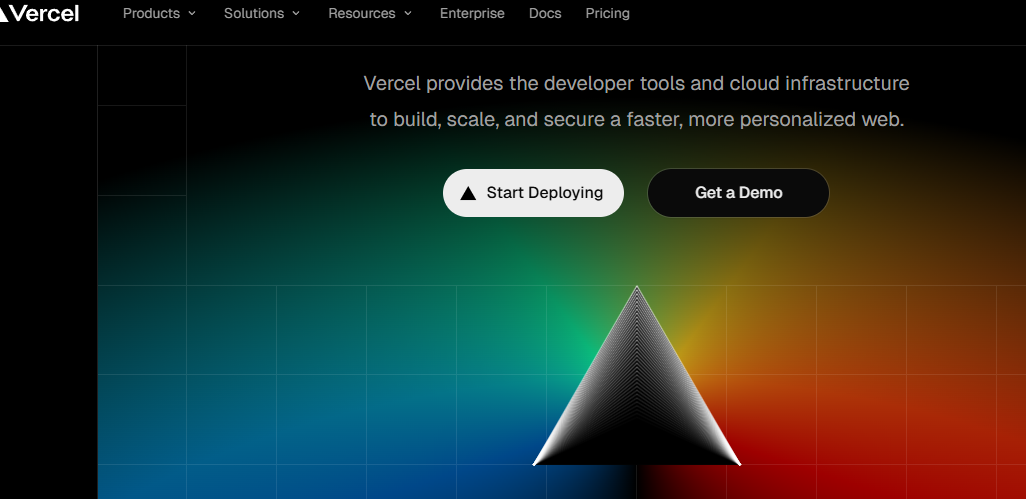 Vercel
Products
Solutions
Resources
Enterprise
Docs
Pricing
Vercel provides the developer tools and cloud infrastructure
to build, scale, and secure a faster, more personalized web.
Start Deploying
Get a Demo